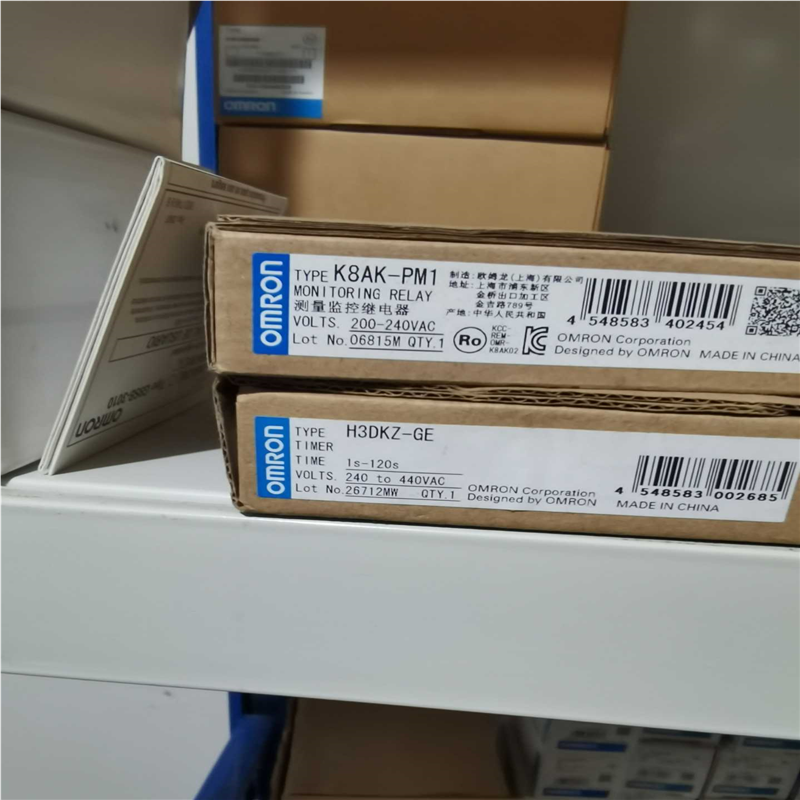 OMRON
OMRON
TYPE K8AK-PM1
MONITORING RELAY
测量监控继电器
VOLTS. 200-240VAC
Lot No. 06815M QTY.1
制造: 欧姆龙(上海)有限公司
地址: 上海市浦东新区
金桥出口加工区
金吉路789号
产地: 中华人民共和国
Ro
KCC-
REM-
OMR-
K8AK02
4 548583 402454
OMRON Corporation
Designed by OMRON MADE IN CHINA
OMRON
TYPE H3DKZ-GE
TIMER
TIME 1s-120s
VOLTS. 240 to 440VAC
Lot No. 26712MW QTY.1
OMRON Corporation
Designed by OMRON
4 548583 002685
MADE IN CHINA
OMRON